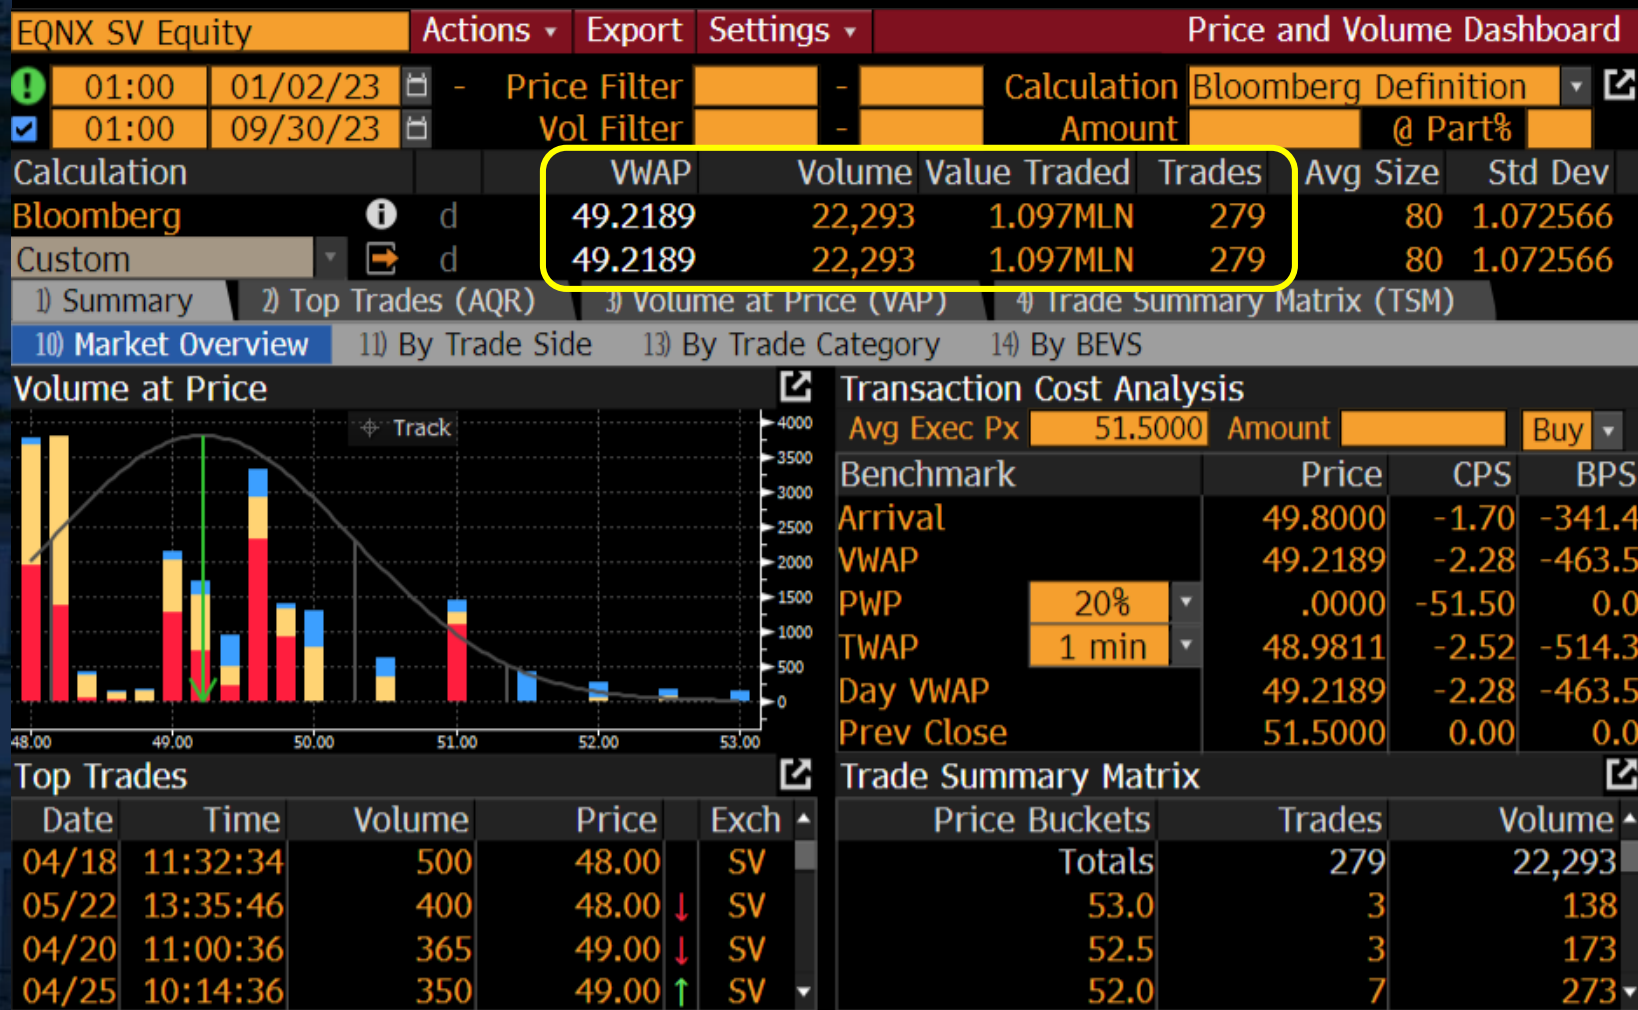 EQNX SV Equity Actions Export Settings Price and Volume Dashboard
01:00 01/02/23 - Price Filter - Calculation Bloomberg Definition
01:00 09/30/23 Vol Filter - Amount @ Part%
Calculation VWAP Volume Value Traded Trades Avg Size Std Dev
Bloomberg d 49.2189 22,293 1.097MLN 279 80 1.072566
Custom d 49.2189 22,293 1.097MLN 279 80 1.072566
1) Summary 2) Top Trades (AQR) 3) Volume at Price (VAP) 4) Trade Summary Matrix (TSM)
10) Market Overview 11) By Trade Side 13) By Trade Category 14) By BEVS
Volume at Price
Track
4000
3500
3000
2500
2000
1500
1000
500
0
48.00 49.00 50.00 51.00 52.00 53.00
Transaction Cost Analysis
Avg Exec Px 51.5000 Amount Buy
Benchmark Price CPS BPS
Arrival 49.8000 -1.70 -341.4
VWAP 49.2189 -2.28 -463.5
PWP 20% .0000 -51.50 0.0
TWAP 1 min 48.9811 -2.52 -514.3
Day VWAP 49.2189 -2.28 -463.5
Prev Close 51.5000 0.00 0.0
Top Trades
Date Time Volume Price Exch
04/18 11:32:34 500 48.00 SV
05/22 13:35:46 400 48.00 ↓ SV
04/20 11:00:36 365 49.00 ↓ SV
04/25 10:14:36 350 49.00 ↑ SV
Trade Summary Matrix
Price Buckets Trades Volume
Totals 279 22,293
53.0 3 138
52.5 3 173
52.0 7 273